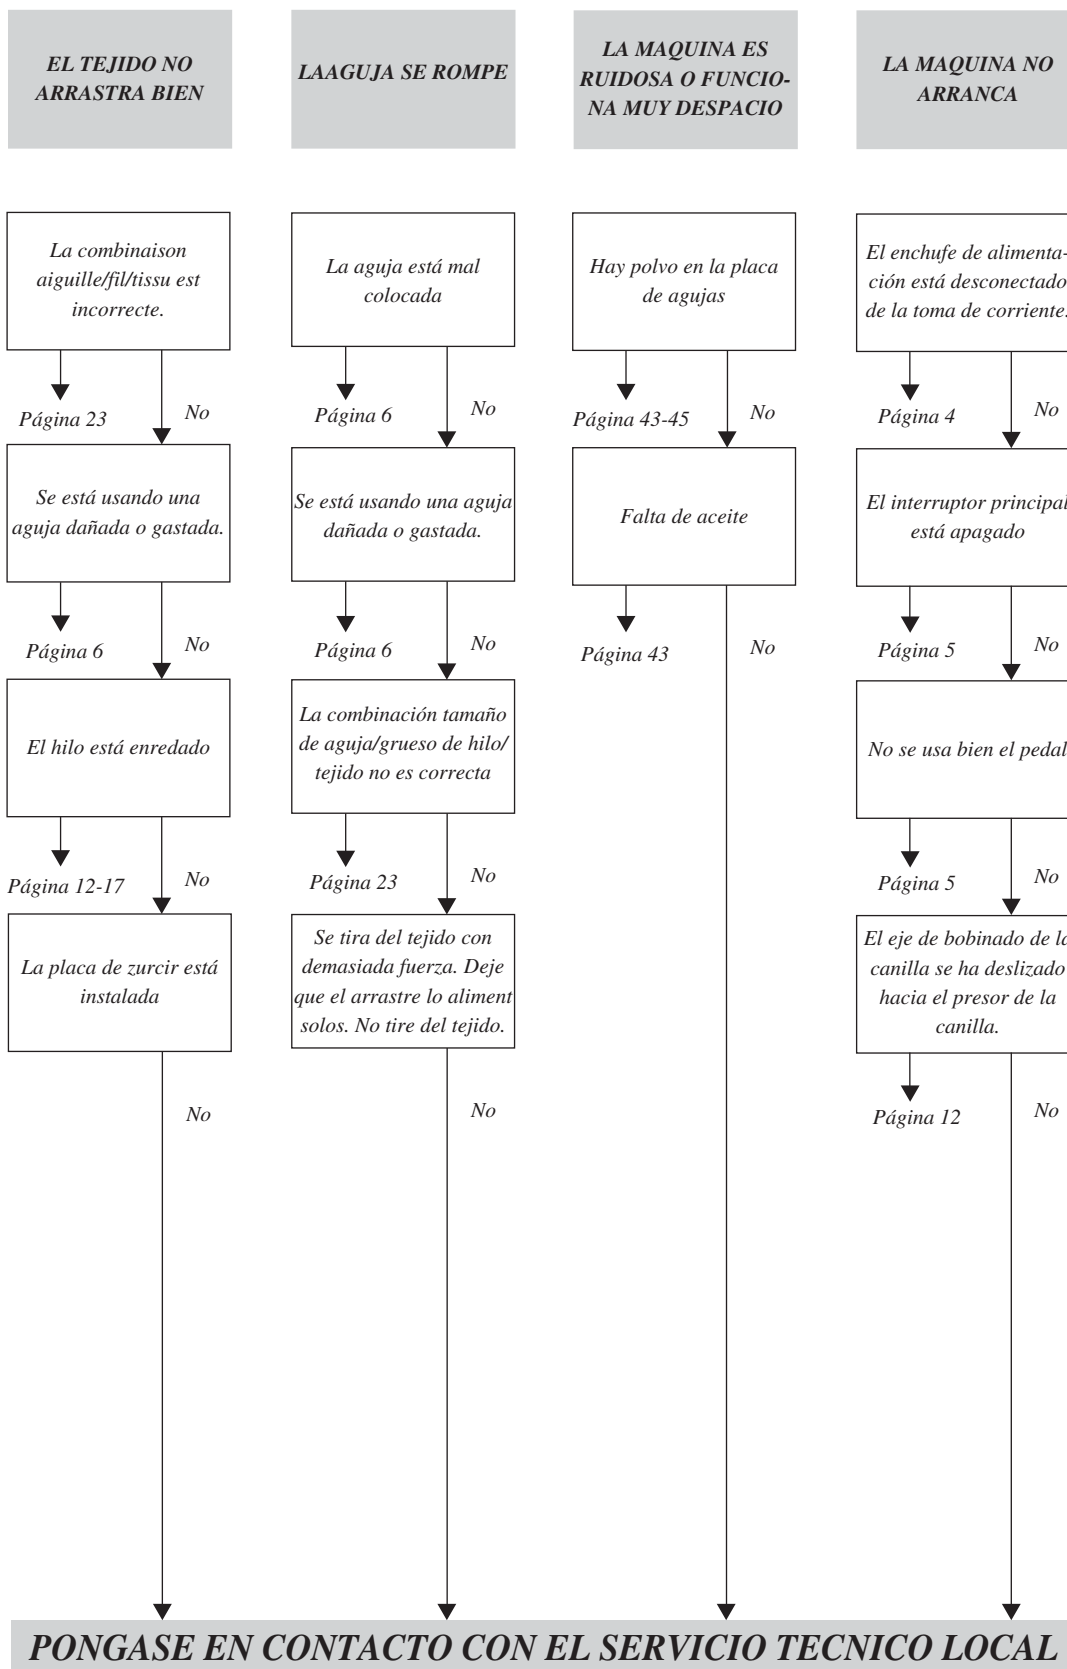 EL TEJIDO NO
ARRASTRA BIEN
LAAGUJA SE ROMPE
LA MAQUINA ES
RUIDOSA O FUNCIO-
NA MUY DESPACIO
LA MAQUINA NO
ARRANCA
La combinaison
aiguille/fil/tissu est
incorrecte.
La aguja está mal
colocada
Hay polvo en la placa
de agujas
El enchufe de alimenta-
ción está desconectado
de la toma de corriente.
Página 23
No
Página 6
No
Página 43-45
No
Página 4
No
Se está usando una
aguja dañada o gastada.
Se está usando una aguja
dañada o gastada.
Falta de aceite
El interruptor principal
está apagado
Página 6
No
Página 6
No
Página 43
No
Página 5
No
El hilo está enredado
La combinación tamaño
de aguja/grueso de hilo/
tejido no es correcta
No se usa bien el pedal
Página 12-17
No
Página 23
No
Página 5
No
La placa de zurcir está
instalada
Se tira del tejido con
demasiada fuerza. Deje
que el arrastre lo aliment
solos. No tire del tejido.
El eje de bobinado de la
canilla se ha deslizado
hacia el presor de la
canilla.
No
No
Página 12
No
PONGASE EN CONTACTO CON EL SERVICIO TECNICO LOCAL